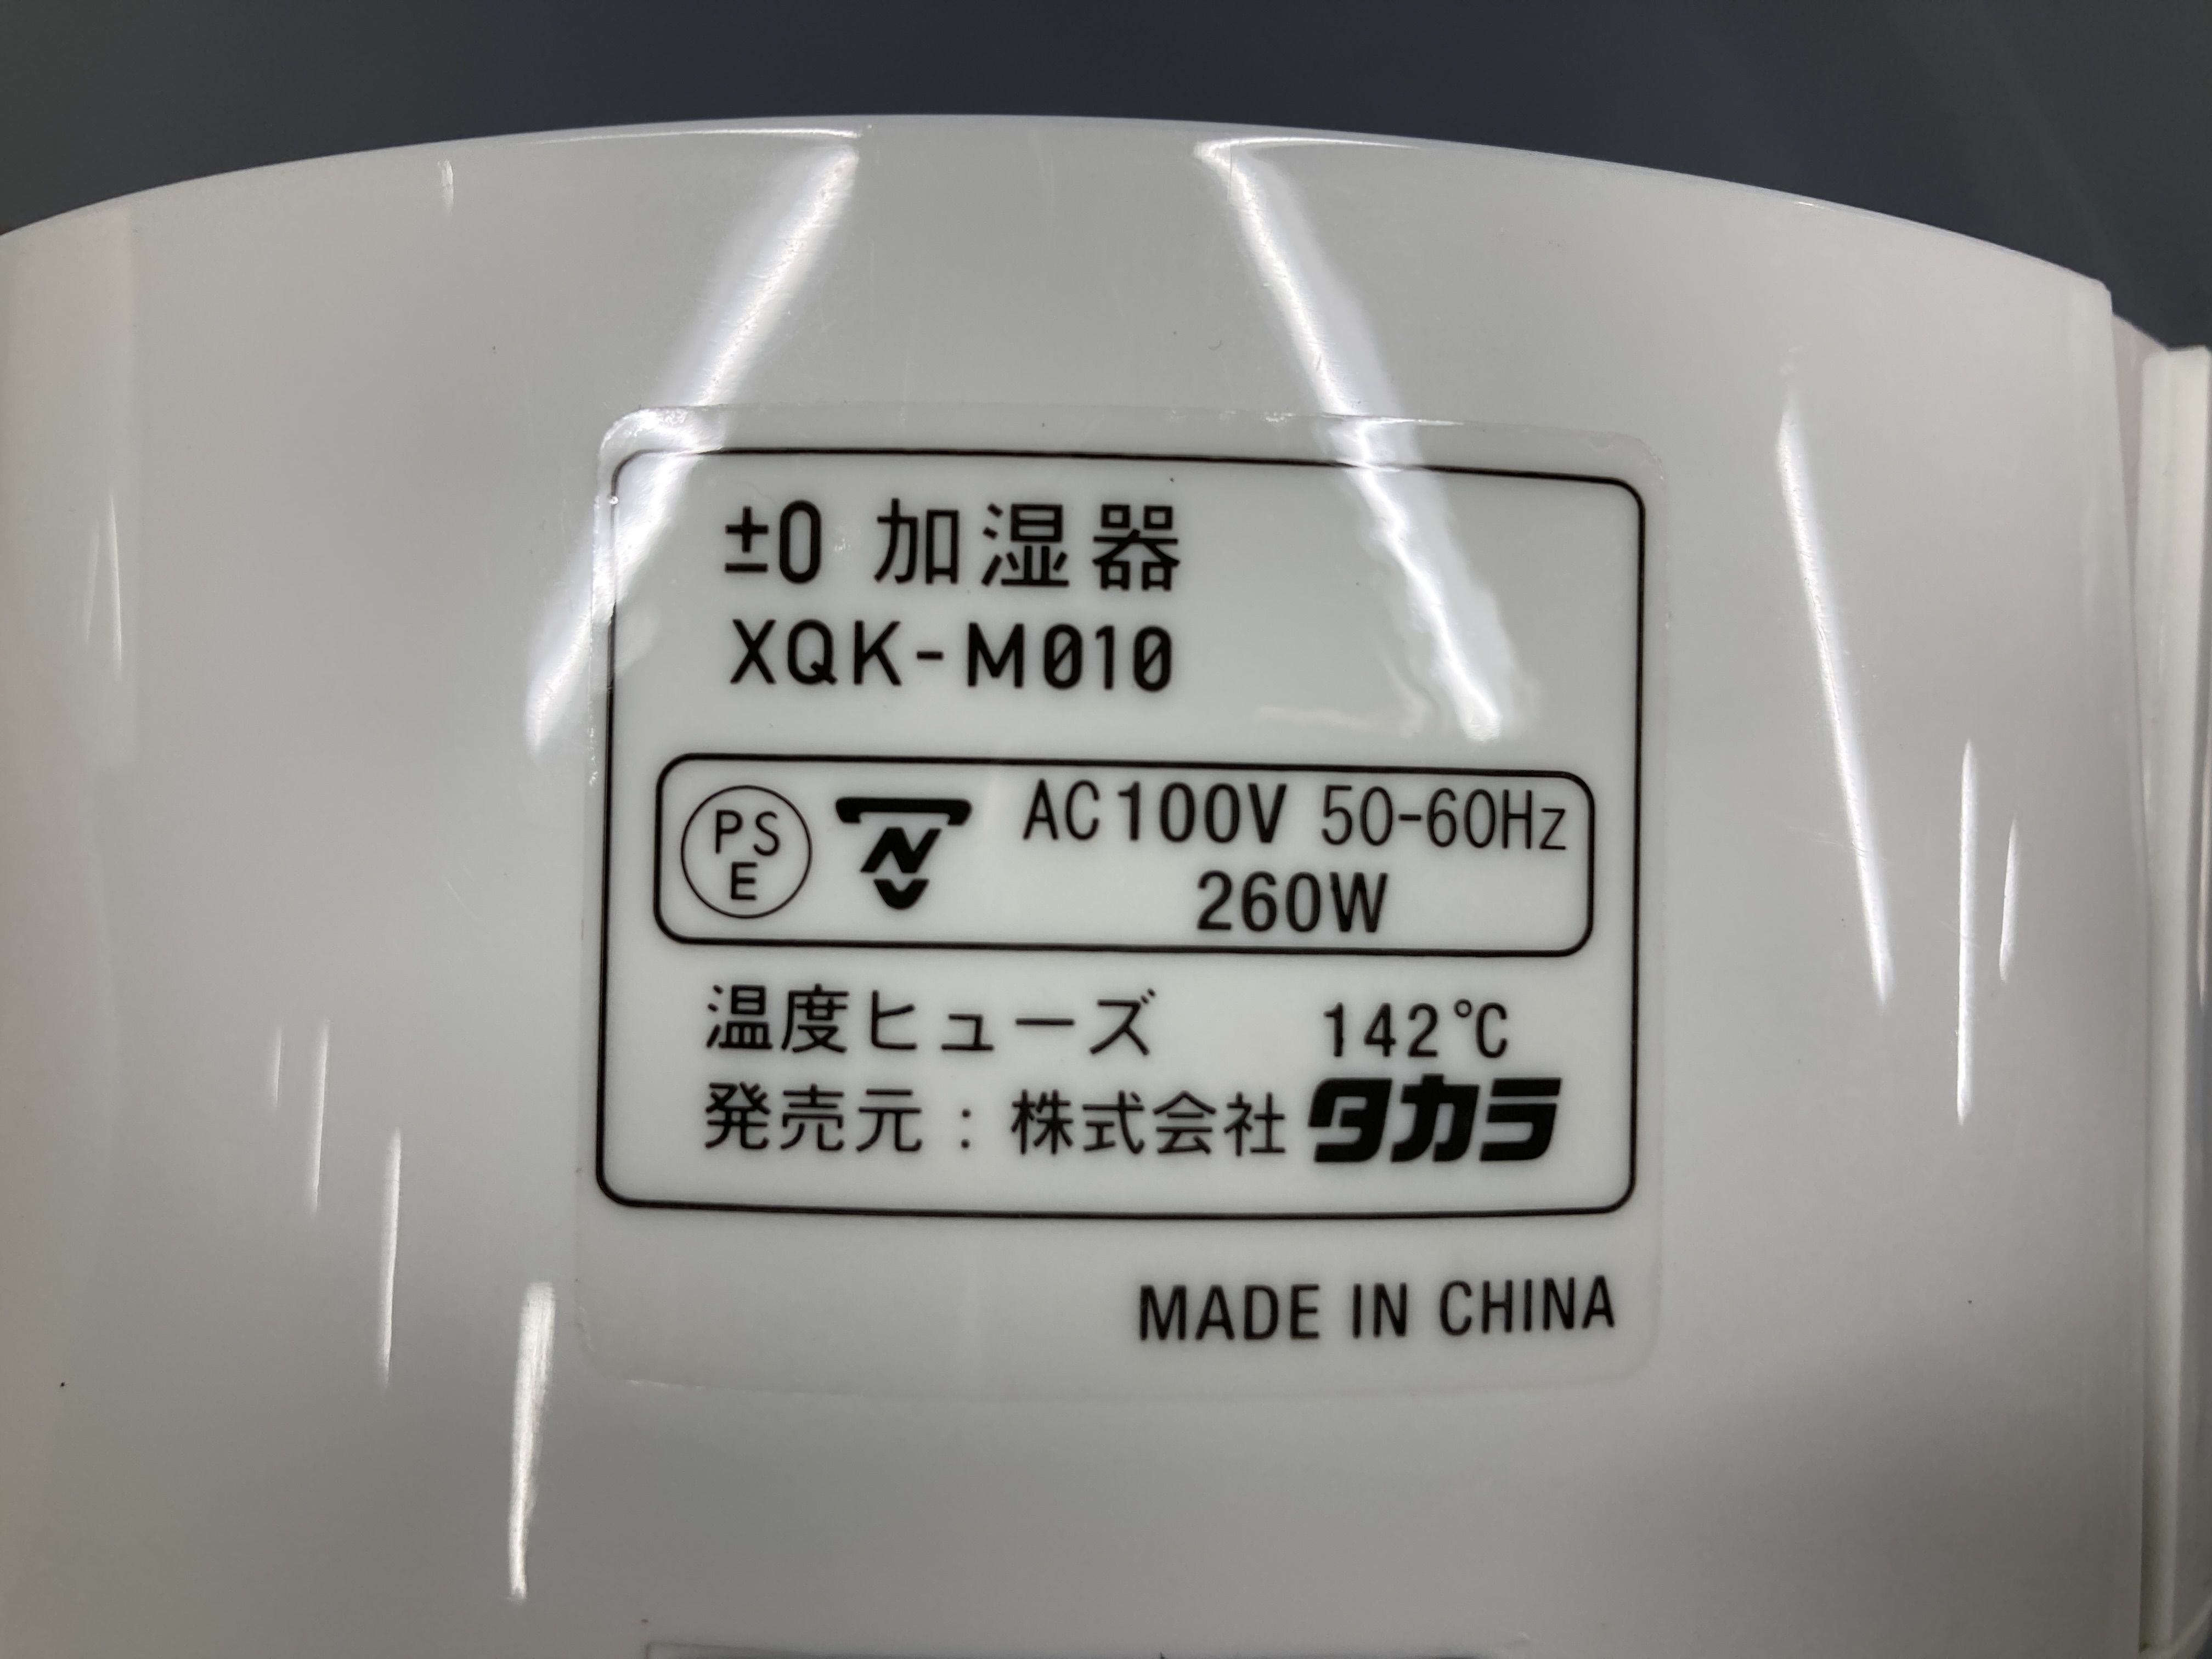 ±0 加湿器
XQK-M010
PS
E
N
AC100V 50-60Hz
260W
温度ヒューズ 142℃
発売元：株式会社タカラ
MADE IN CHINA